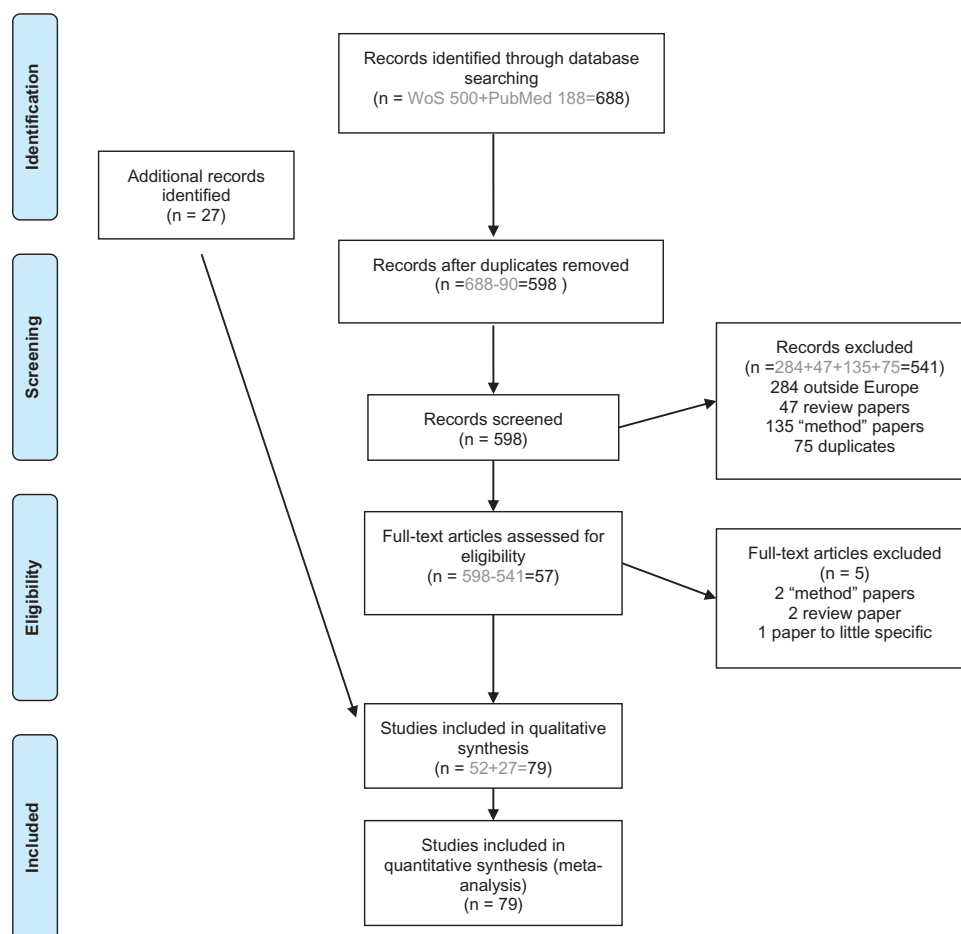 Identification
Records identified through database
searching
(n = WoS 500+PubMed 188=688)
Additional records
identified
(n = 27)
Screening
Records after duplicates removed
(n =688-90=598 )
Records screened
(n = 598)
Records excluded
(n =284+47+135+75=541)
284 outside Europe
47 review papers
135 “method” papers
75 duplicates
Eligibility
Full-text articles assessed for
eligibility
(n = 598-541=57)
Full-text articles excluded
(n = 5)
2 “method” papers
2 review paper
1 paper to little specific
Included
Studies included in qualitative
synthesis
(n = 52+27=79)
Studies included in
quantitative synthesis (meta-
analysis)
(n = 79)